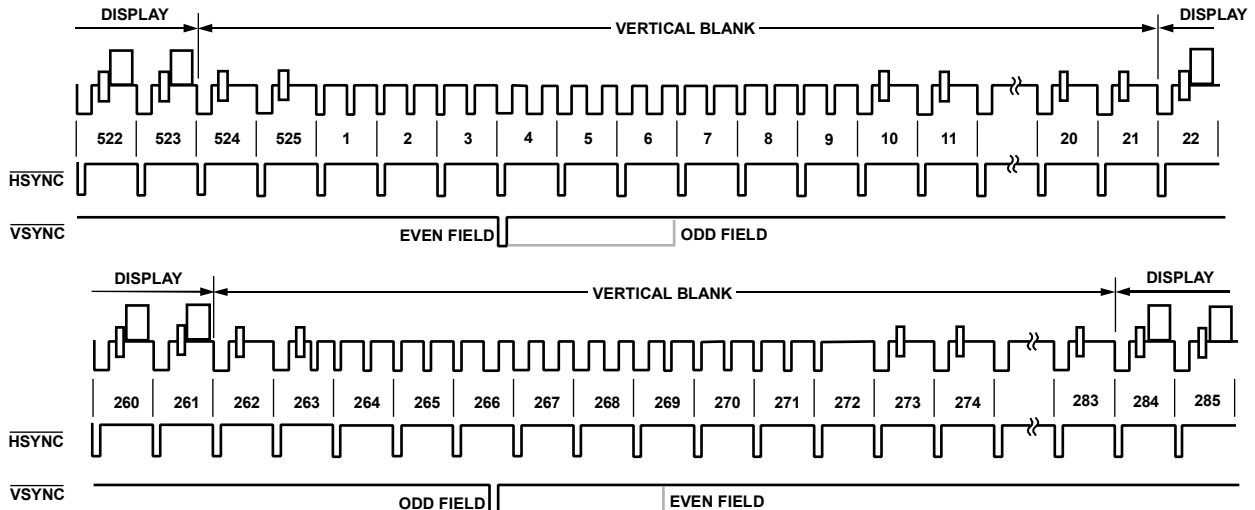 DISPLAY VERTICAL BLANK DISPLAY
522 523 524 525 1 2 3 4 5 6 7 8 9 10 11 20 21 22
HSYNC
VSYNC
EVEN FIELD ODD FIELD
DISPLAY VERTICAL BLANK DISPLAY
260 261 262 263 264 265 266 267 268 269 270 271 272 273 274 283 284 285
HSYNC
VSYNC
ODD FIELD EVEN FIELD